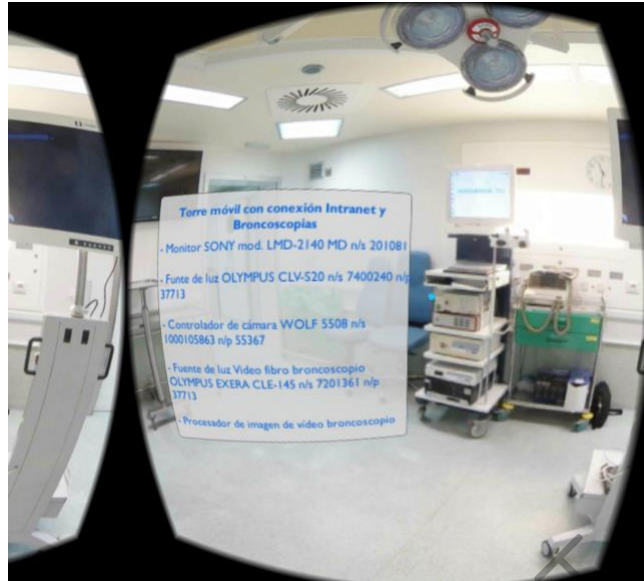 Torre móvil con conexión Intranet y
Broncoscopias
- Monitor SONY mod. LMD-2140 MD n/s 201081
- Funte de luz OLYMPUS CLV-S20 n/s 7400240 n/p
37713
- Controlador de cámara WOLF 5508 n/s
1000105863 n/p 55367
- Fuente de luz Video fibro broncoscopio
OLYMPUS EXERA CLE-145 n/s 7201361 n/p
37713
- Procesador de imagen de vídeo broncoscopio